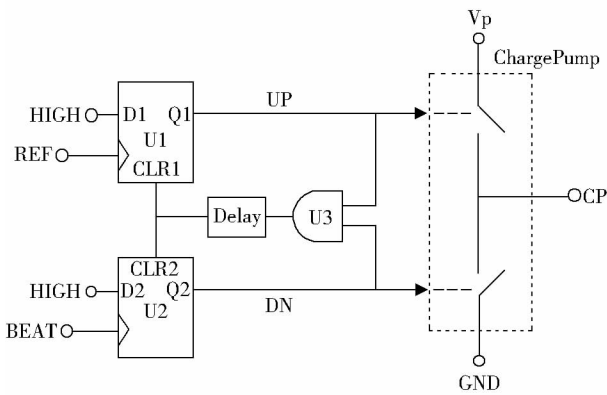 Vp
ChargePump
UP
HIGH D1 Q1
U1
REF
CLR1
Delay U3
CP
CLR2
HIGH D2 Q2
U2
DN
BEAT
GND